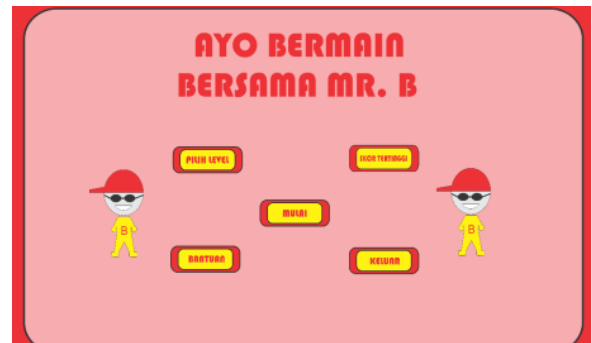 AYO BERMAIN
BERSAMA MR. B
PILIH LEVEL
SKOR TERTINGGI
MULAI
B
B
BANTUAN
KELUAR